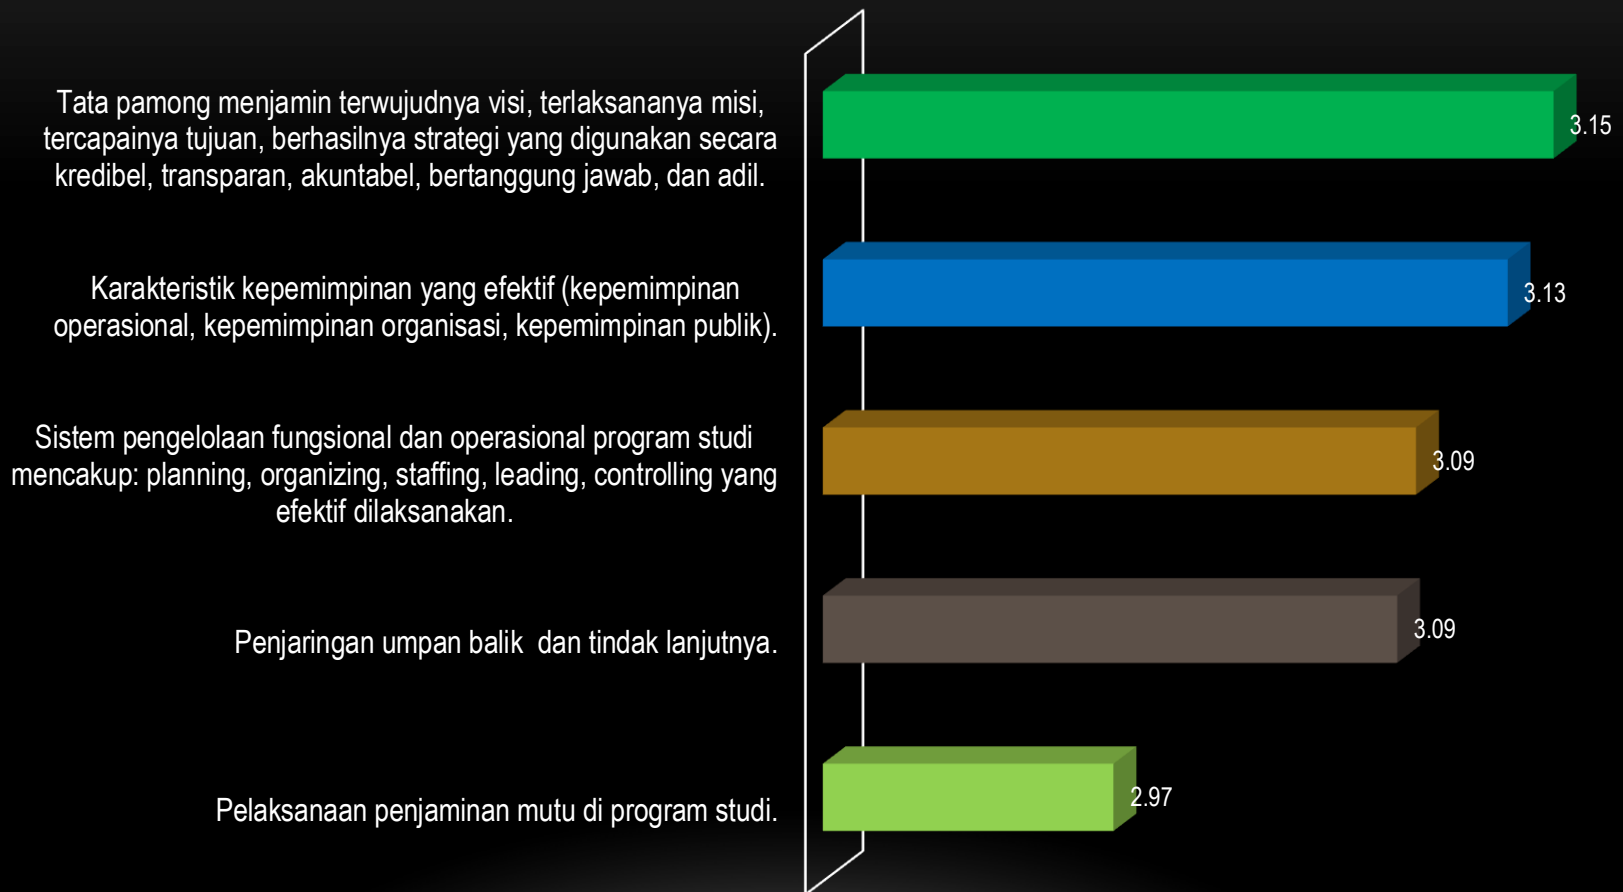 Tata pamong menjamin terwujudnya visi, terlaksananya misi,
tercapainya tujuan, berhasilnya strategi yang digunakan secara
kredibel, transparan, akuntabel, bertanggung jawab, dan adil.
3.15
Karakteristik kepemimpinan yang efektif (kepemimpinan
operasional, kepemimpinan organisasi, kepemimpinan publik).
3.13
Sistem pengelolaan fungsional dan operasional program studi
mencakup: planning, organizing, staffing, leading, controlling yang
efektif dilaksanakan.
3.09
Penjaringan umpan balik  dan tindak lanjutnya.
3.09
Pelaksanaan penjaminan mutu di program studi.
2.97